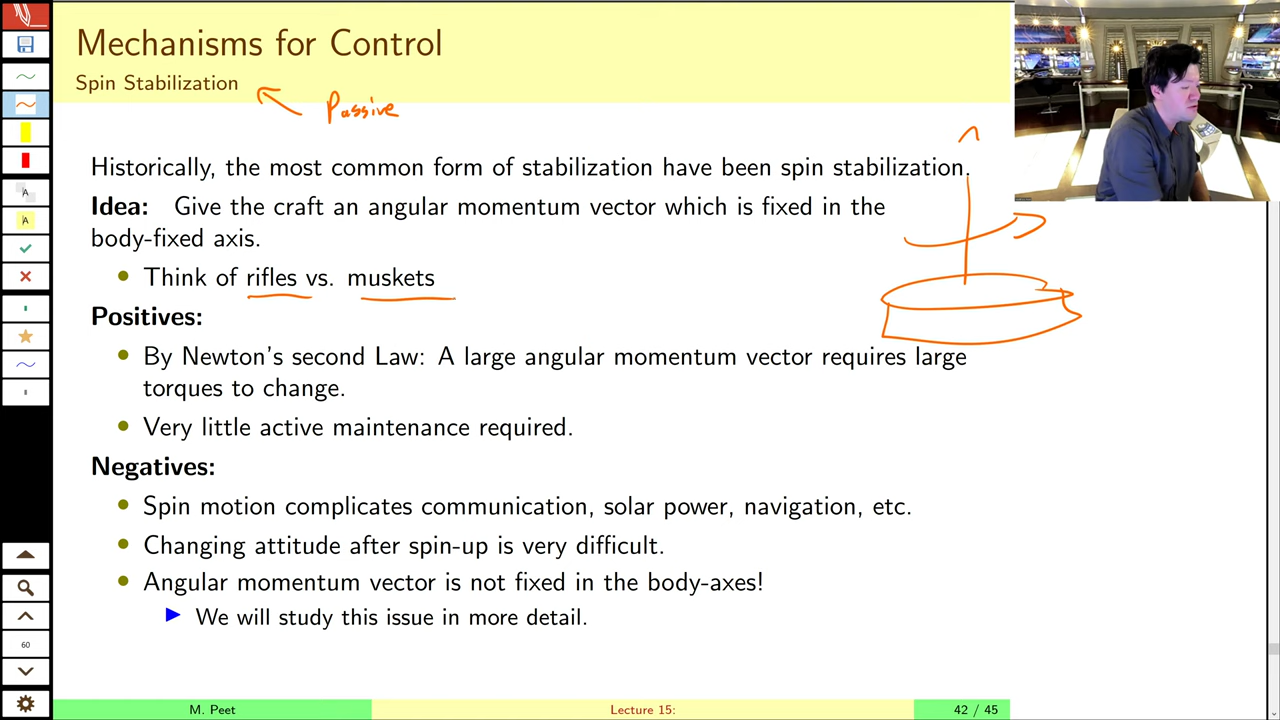 Mechanisms for Control
Spin Stabilization
Passive
Historically, the most common form of stabilization have been spin stabilization.
Idea: Give the craft an angular momentum vector which is fixed in the
body-fixed axis.
Think of rifles vs. muskets
Positives:
By Newton's second Law: A large angular momentum vector requires large
torques to change.
Very little active maintenance required.
Negatives:
Spin motion complicates communication, solar power, navigation, etc.
Changing attitude after spin-up is very difficult.
Angular momentum vector is not fixed in the body-axes!
We will study this issue in more detail.
A
A
60
M. Peet
Lecture 15:
42 / 45